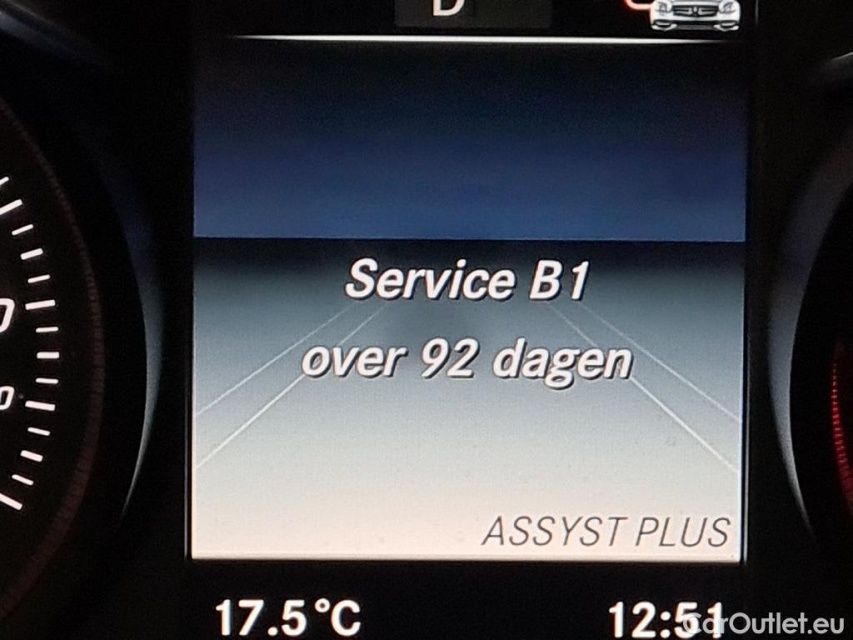 D
Service B1
over 92 dagen
ASSYST PLUS
17.5°C
12:51
CarOutlet.eu